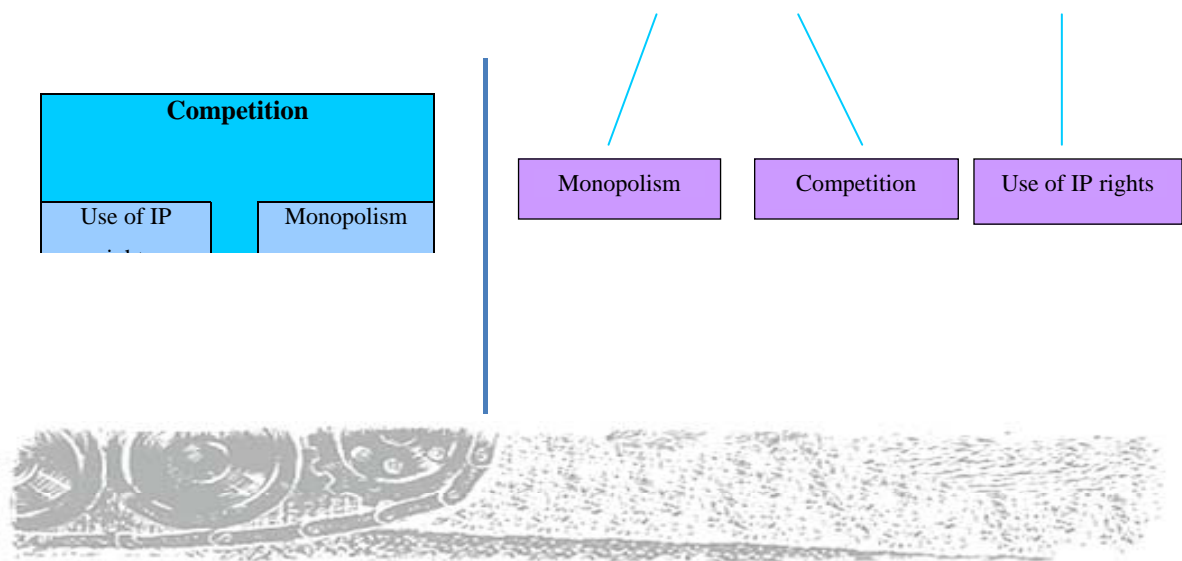 Competition
Use of IP
Monopolism
Monopolism
Competition
Use of IP rights